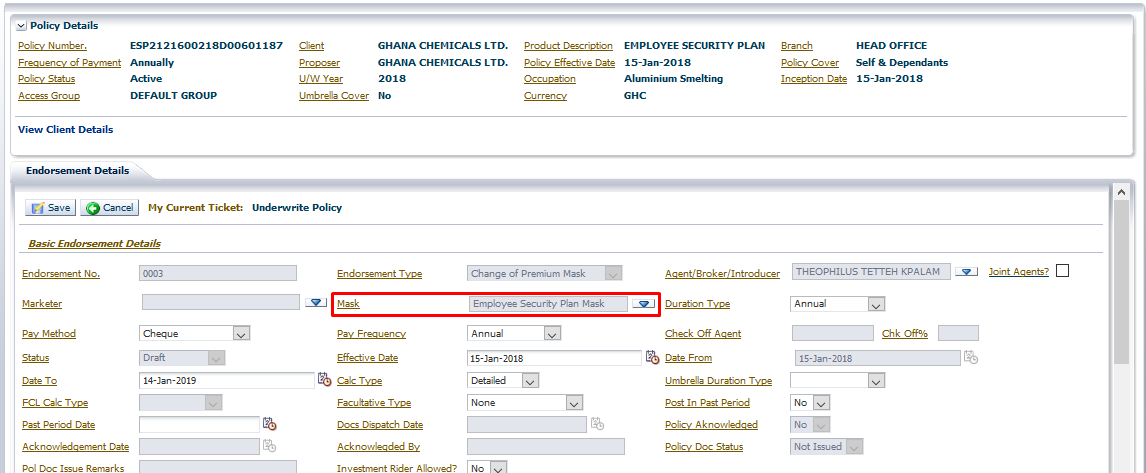 Policy Details
Policy Number. ESP2121600218D00601187 Client GHANA CHEMICALS LTD. Product Description EMPLOYEE SECURITY PLAN Branch HEAD OFFICE
Frequency of Payment Annually Proposer GHANA CHEMICALS LTD. Policy Effective Date 15-Jan-2018 Policy Cover Self & Dependants
Policy Status Active U/W Year 2018 Occupation Aluminium Smelting Inception Date 15-Jan-2018
Access Group DEFAULT GROUP Umbrella Cover No Currency GHC
View Client Details
Endorsement Details
Save Cancel My Current Ticket: Underwrite Policy
Basic Endorsement Details
Endorsement No. 0003 Endorsement Type Change of Premium Mask Agent/Broker/Introducer THEOPHILUS TETTEH KPALAM Joint Agents?
Marketer Mask Employee Security Plan Mask Duration Type Annual
Pay Method Cheque Pay Frequency Annual Check Off Agent Chk Off%
Status Draft Effective Date 15-Jan-2018 Date From 15-Jan-2018
Date To 14-Jan-2019 Calc Type Detailed Umbrella Duration Type
FCL Calc Type Facultative Type None Post In Past Period No
Past Period Date Docs Dispatch Date Policy Aknowledged No
Acknowledgement Date Acknowlegded By Policy Doc Status Not Issued
Pol Doc Issue Remarks Investment Rider Allowed? No